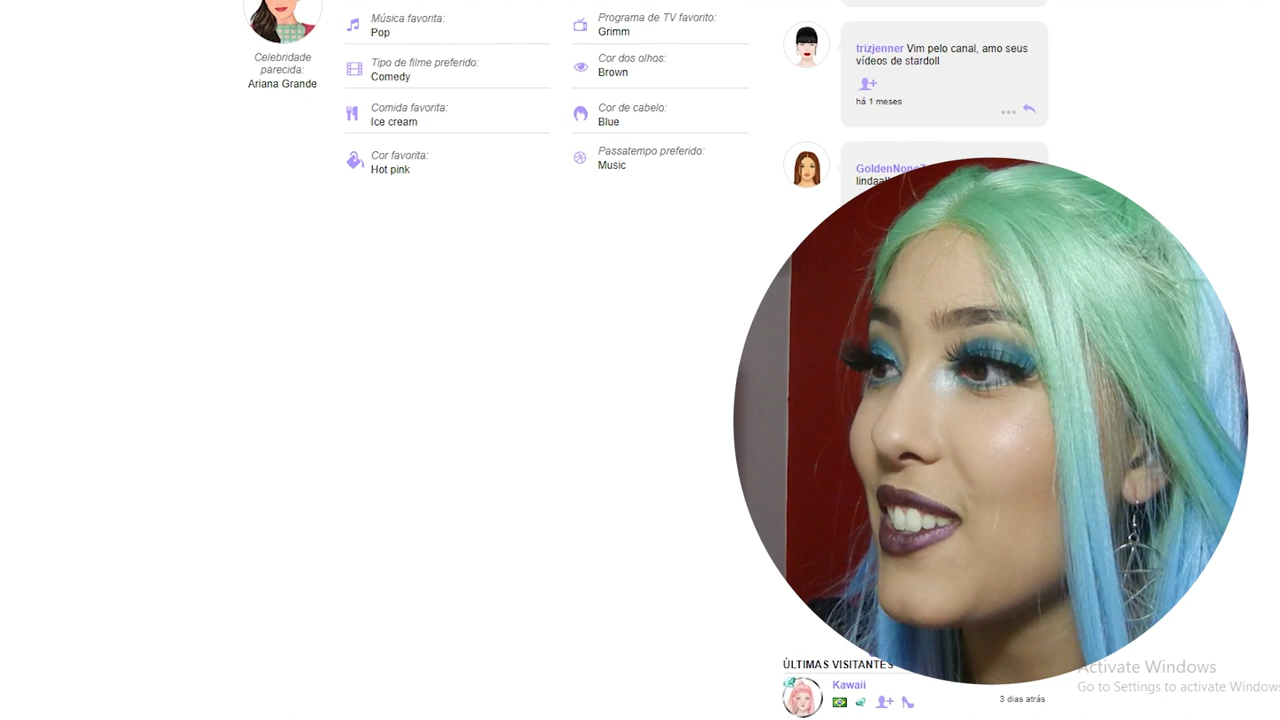 Celebridade
parecida:
Ariana Grande
Música favorita:
Pop
Tipo de filme preferido:
Comedy
Comida favorita:
Ice cream
Cor favorita:
Hot pink
Programa de TV favorito:
Grimm
Cor dos olhos:
Brown
Cor de cabelo:
Blue
Passatempo preferido:
Music
trizjenner Vim pelo canal, amo seus
vídeos de stardoll
há 1 meses
ÚLTIMAS VISITANTES
Kawaii
3 dias atrás
Activate Windows
Go to Settings to activate Windows